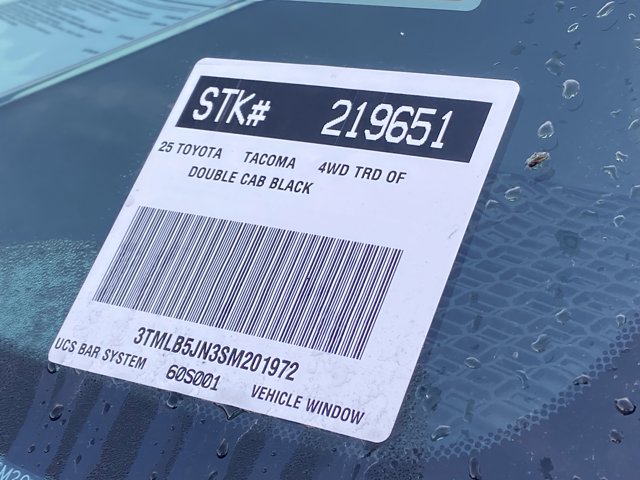 STK# 219651
25 TOYOTA TACOMA 4WD TRD OF
DOUBLE CAB BLACK
3TMLB5JN3SM201972
UCS BAR SYSTEM 60S001 VEHICLE WINDOW